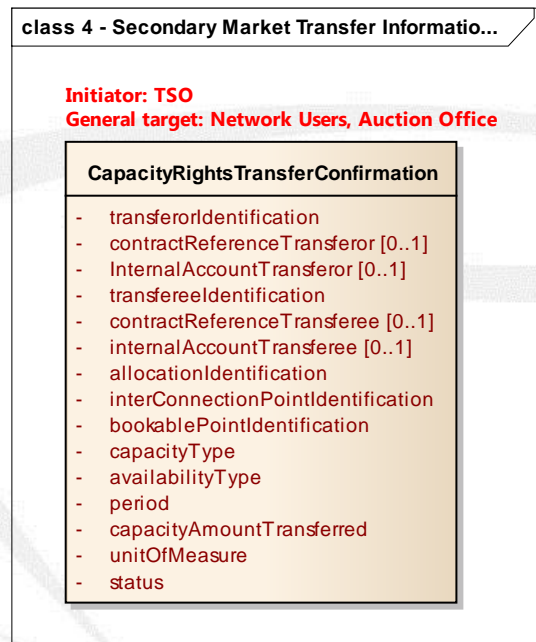 class 4 - Secondary Market Transfer Informatio...
Initiator: TSO
General target: Network Users, Auction Office
CapacityRightsTransferConfirmation
- transferorIdentification
- contractReferenceTransferor [0..1]
- InternalAccountTransferor [0..1]
- transfereeIdentification
- contractReferenceTransferee [0..1]
- internalAccountTransferee [0..1]
- allocationIdentification
- interConnectionPointIdentification
- bookablePointIdentification
- capacityType
- availabilityType
- period
- capacityAmountTransferred
- unitOfMeasure
- status